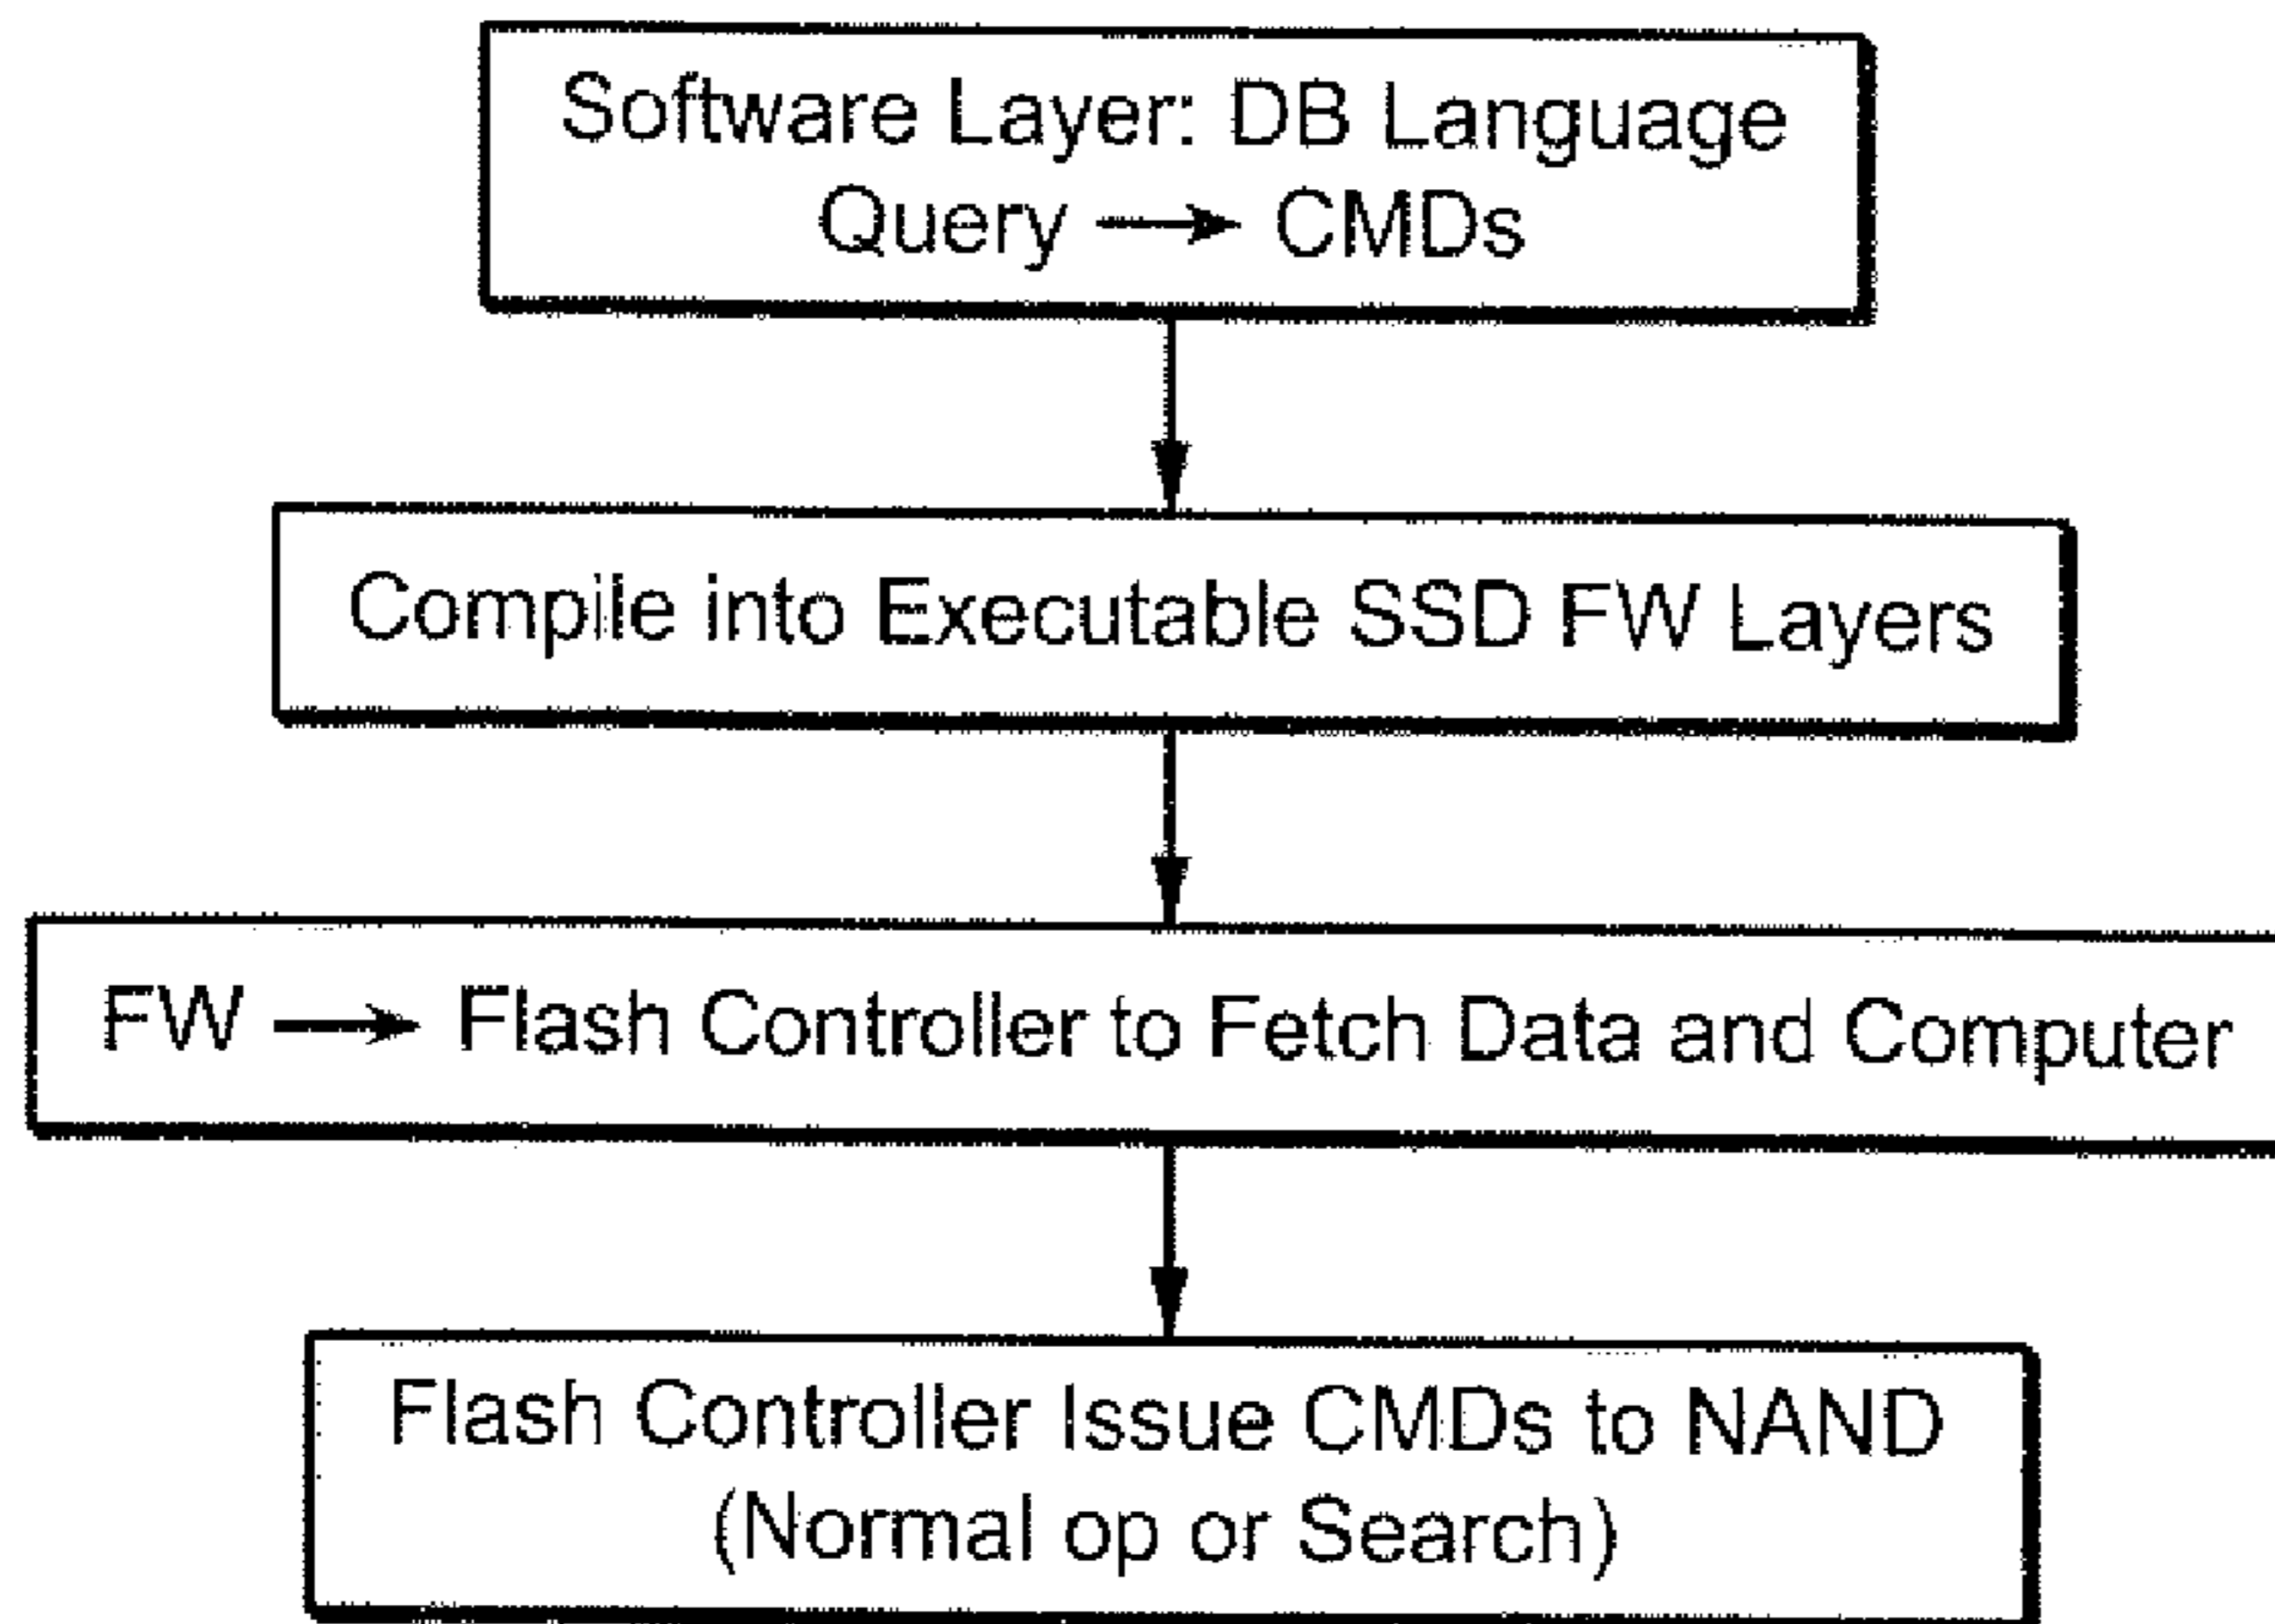 Software Layer: DB Language
Query → CMDs
Compile into Executable SSD FW Layers
FW → Flash Controller to Fetch Data and Computer
Flash Controller Issue CMDs to NAND
(Normal op or Search)